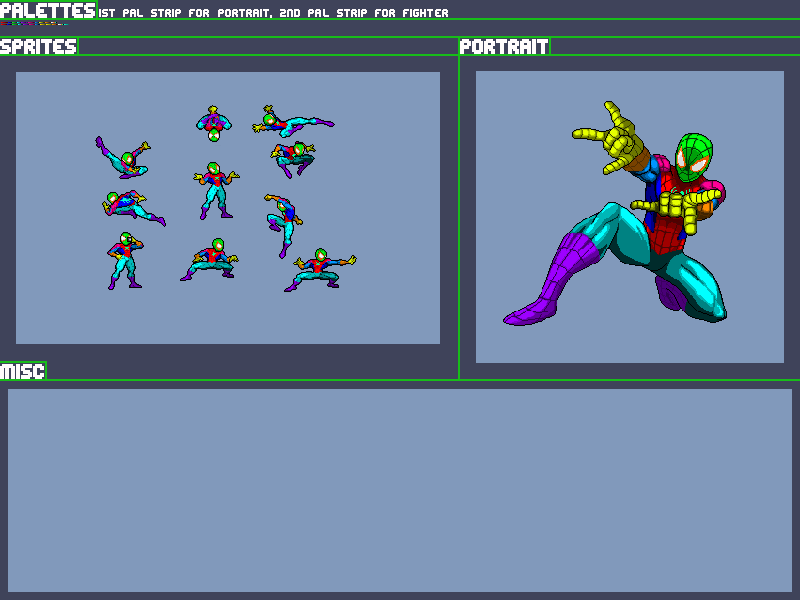 PALETTES 1ST PAL STRIP FOR PORTRAIT, 2ND PAL STRIP FOR FIGHTER
SPRITES
PORTRAIT
MISC